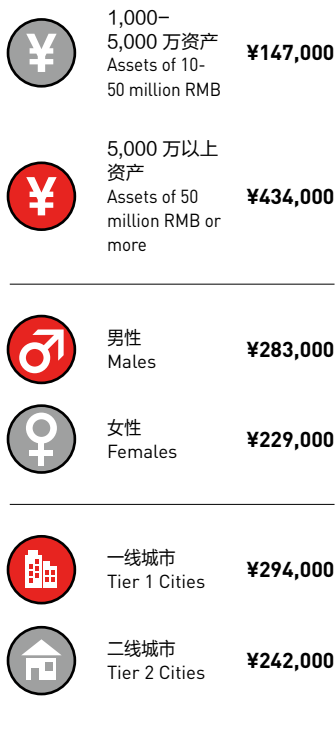 1,000–
5,000 万资产
Assets of 10-
50 million RMB
¥147,000
5,000 万以上
资产
Assets of 50
million RMB or
more
¥434,000
男性
Males
¥283,000
女性
Females
¥229,000
一线城市
Tier 1 Cities
¥294,000
二线城市
Tier 2 Cities
¥242,000